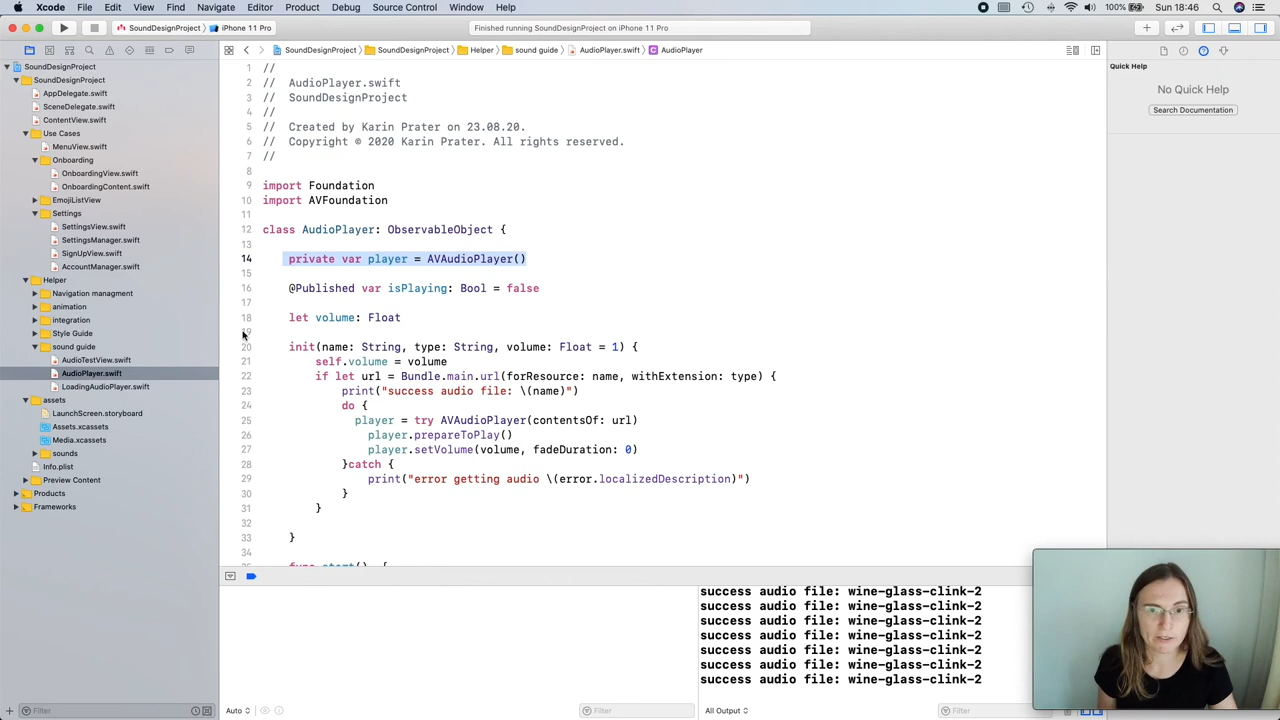 Xcode File Edit View Find Navigate Editor Product Debug Source Control Window Help
100% Sun 18:46
SoundDesignProject iPhone 11 Pro
Finished running SoundDesignProject on iPhone 11 Pro
SoundDesignProject SoundDesignProject Helper sound guide AudioPlayer.swift AudioPlayer
SoundDesignProject
SoundDesignProject
AppDelegate.swift
SceneDelegate.swift
ContentView.swift
Use Cases
MenuView.swift
Onboarding
OnboardingView.swift
OnboardingContent.swift
EmojiListView
Settings
SettingsView.swift
SettingsManager.swift
SignUpView.swift
AccountManager.swift
Helper
Navigation managment
animation
integration
Style Guide
sound guide
AudioTestView.swift
AudioPlayer.swift
LoadingAudioPlayer.swift
assets
LaunchScreen.storyboard
Assets.xcassets
Media.xcassets
sounds
Info.plist
Preview Content
Products
Frameworks
Filter
1 //
2 // AudioPlayer.swift
3 // SoundDesignProject
4 //
5 // Created by Karin Prater on 23.08.20.
6 // Copyright © 2020 Karin Prater. All rights reserved.
7 //
8
9 import Foundation
10 import AVFoundation
11
12 class AudioPlayer: ObservableObject {
13
14 private var player = AVAudioPlayer()
15
16 @Published var isPlaying: Bool = false
17
18 let volume: Float
19
20 init(name: String, type: String, volume: Float = 1) {
21 self.volume = volume
22 if let url = Bundle.main.url(forResource: name, withExtension: type) {
23 print("success audio file: \(name)")
24 do {
25 player = try AVAudioPlayer(contentsOf: url)
26 player.prepareToPlay()
27 player.setVolume(volume, fadeDuration: 0)
28 }catch {
29 print("error getting audio \(error.localizedDescription)")
30 }
31 }
32
33 }
34
35 func start() {
Quick Help
No Quick Help
Search Documentation
success audio file: wine-glass-clink-2
success audio file: wine-glass-clink-2
success audio file: wine-glass-clink-2
success audio file: wine-glass-clink-2
success audio file: wine-glass-clink-2
success audio file: wine-glass-clink-2
success audio file: wine-glass-clink-2
Auto
Filter
All Output
Filter